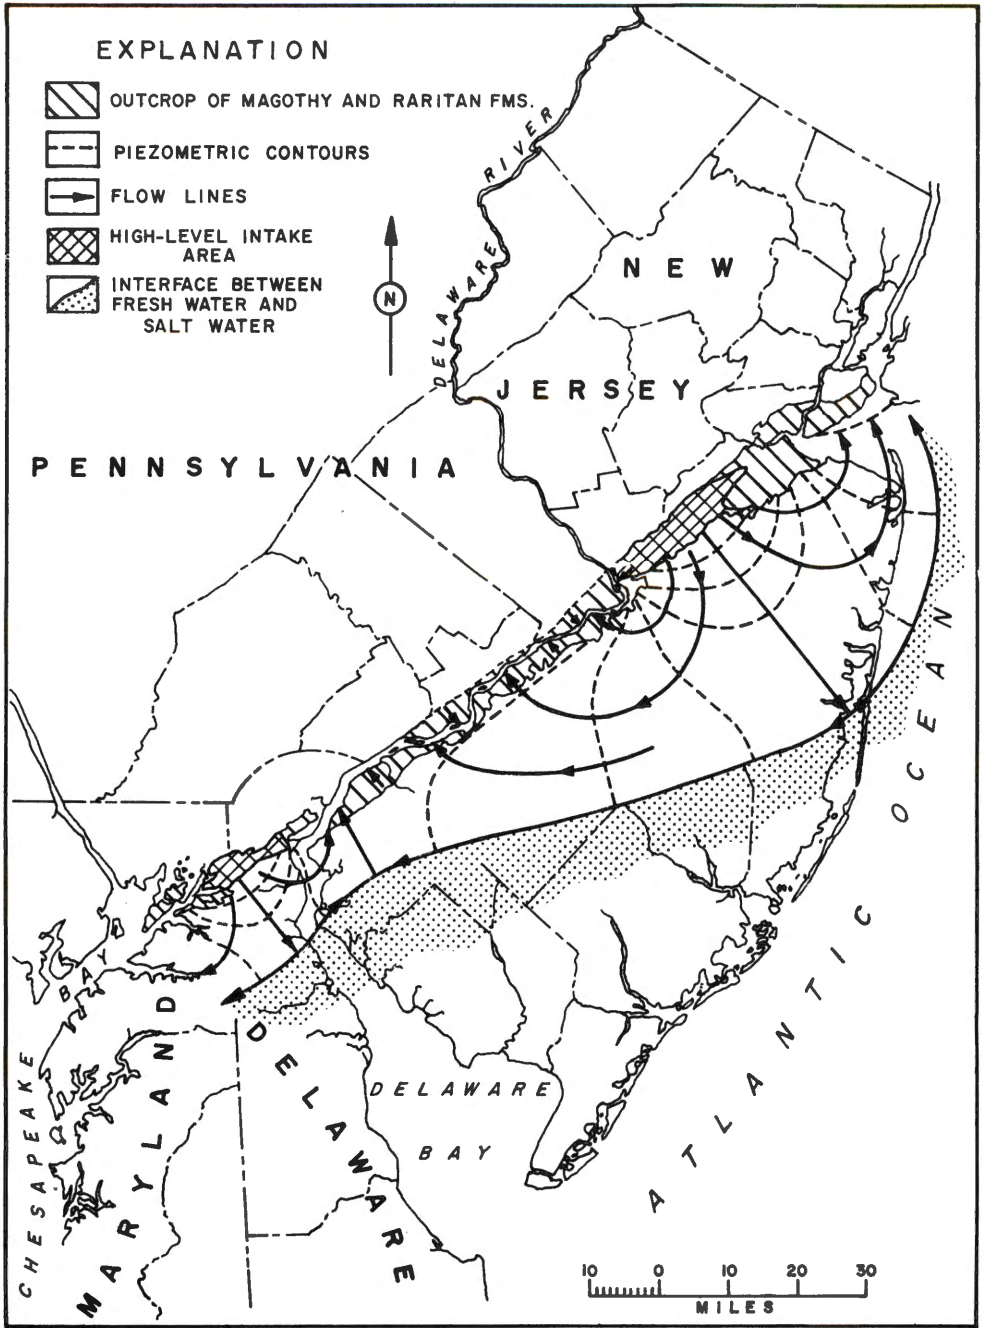 EXPLANATION
OUTCROP OF MAGOTHY AND RARITAN FMS.
PIEZOMETRIC CONTOURS
FLOW LINES
HIGH-LEVEL INTAKE
AREA
INTERFACE BETWEEN
FRESH WATER AND
SALT WATER
N
DELAWARE RIVER
NEW
JERSEY
PENNSYLVANIA
ATLANTIC OCEAN
CHESAPEAKE BAY
MARYLAND
DELAWARE
DELAWARE
BAY
10 0 10 20 30
MILES